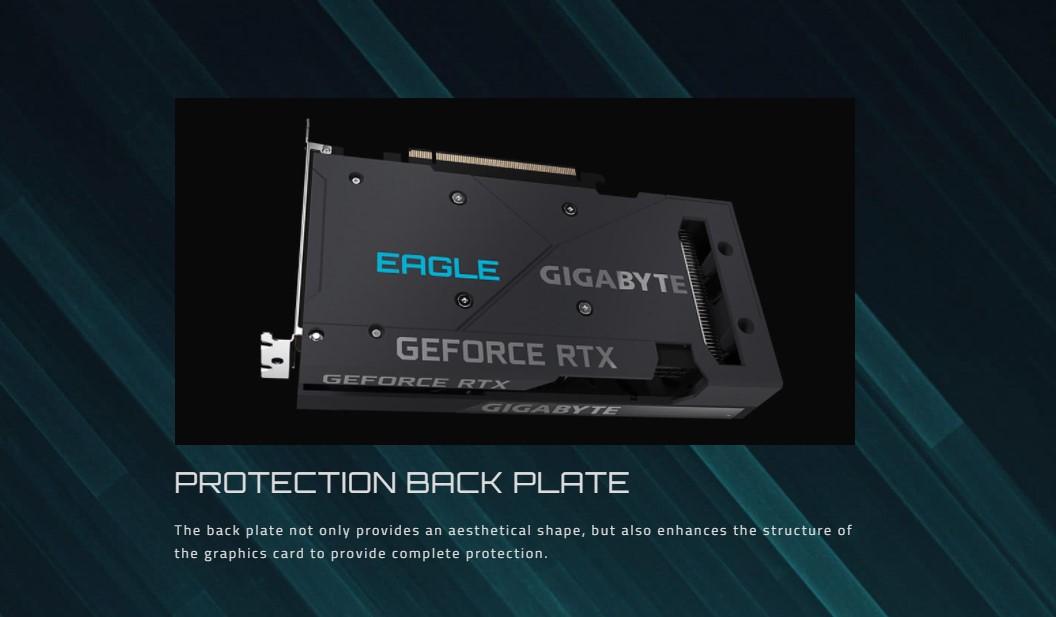 EAGLE
GIGABYTE
GEFORCE RTX
GEFORCE RTX
GIGABYTE
PROTECTION BACK PLATE
The back plate not only provides an aesthetical shape, but also enhances the structure of
the graphics card to provide complete protection.